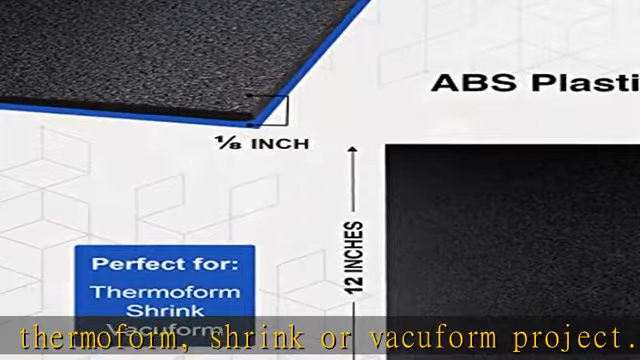 ABS Plasti
⅛ INCH
12 INCHES
Perfect for:
Thermoform
Shrink
Vacuform
thermoform, shrink or vacuform project.